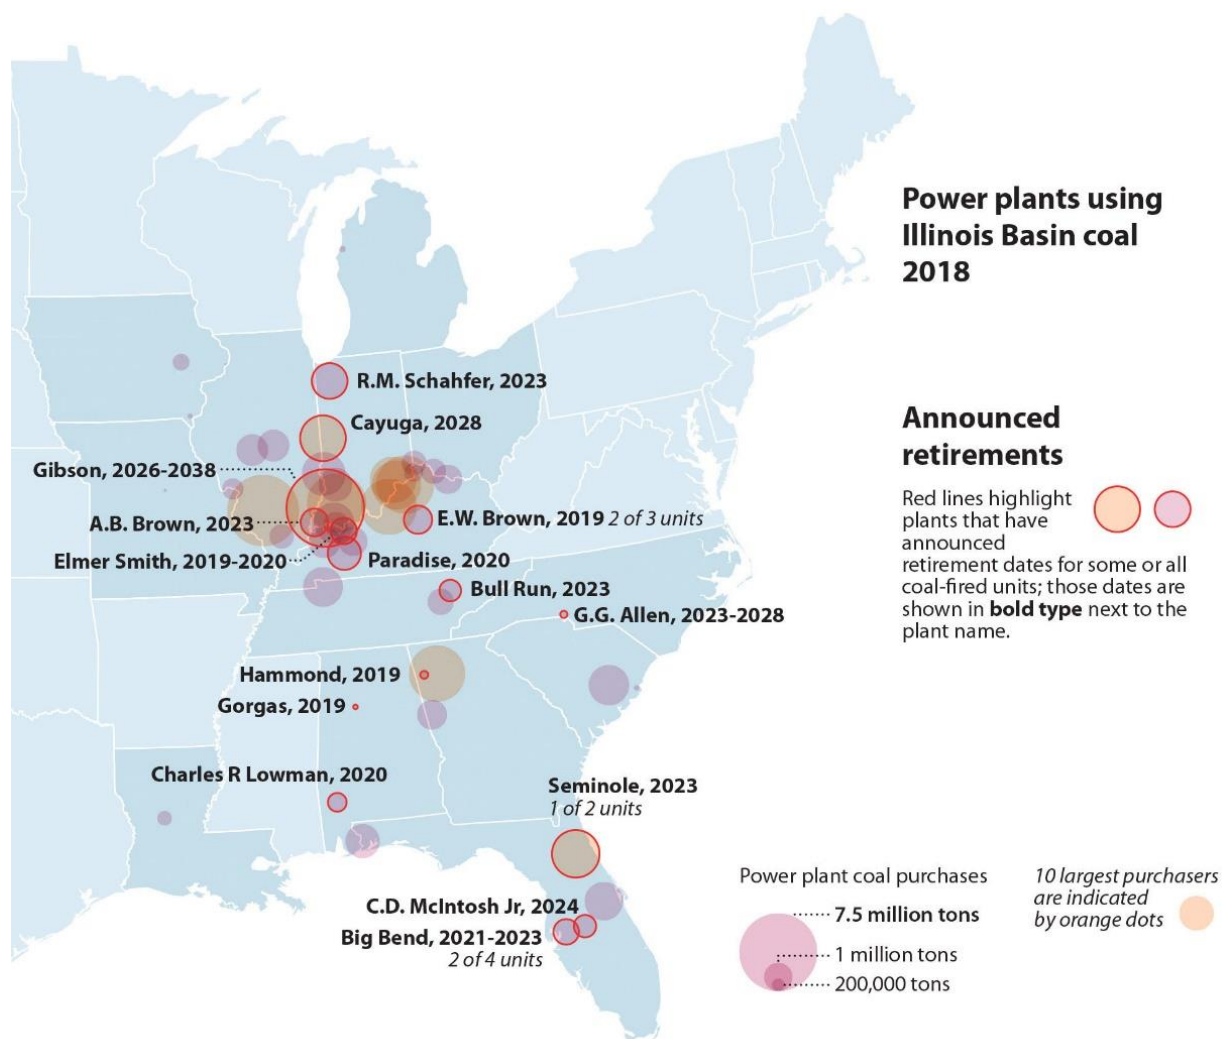 Power plants using
Illinois Basin coal
2018
R.M. Schahfer, 2023
Cayuga, 2028
Gibson, 2026-2038
A.B. Brown, 2023
E.W. Brown, 2019 2 of 3 units
Elmer Smith, 2019-2020
Paradise, 2020
Bull Run, 2023
G.G. Allen, 2023-2028
Hammond, 2019
Gorgas, 2019
Charles R Lowman, 2020
Seminole, 2023
1 of 2 units
C.D. McIntosh Jr, 2024
Big Bend, 2021-2023
2 of 4 units
Announced
retirements
Red lines highlight
plants that have
announced
retirement dates for some or all
coal-fired units; those dates are
shown in bold type next to the
plant name.
Power plant coal purchases
7.5 million tons
1 million tons
200,000 tons
10 largest purchasers
are indicated
by orange dots